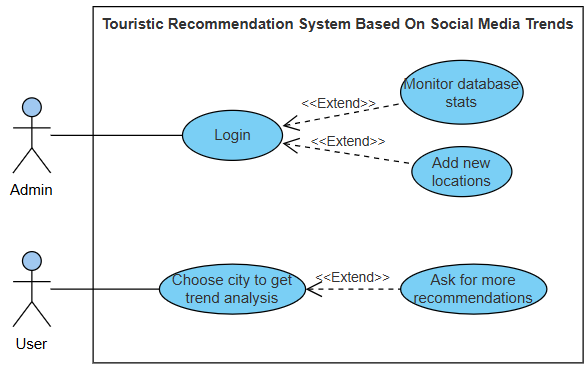 Touristic Recommendation System Based On Social Media Trends
Monitor database
stats
<<Extend>>
Login
<<Extend>>
Add new
locations
Admin
Choose city to get
trend analysis
<<Extend>>
Ask for more
recommendations
User